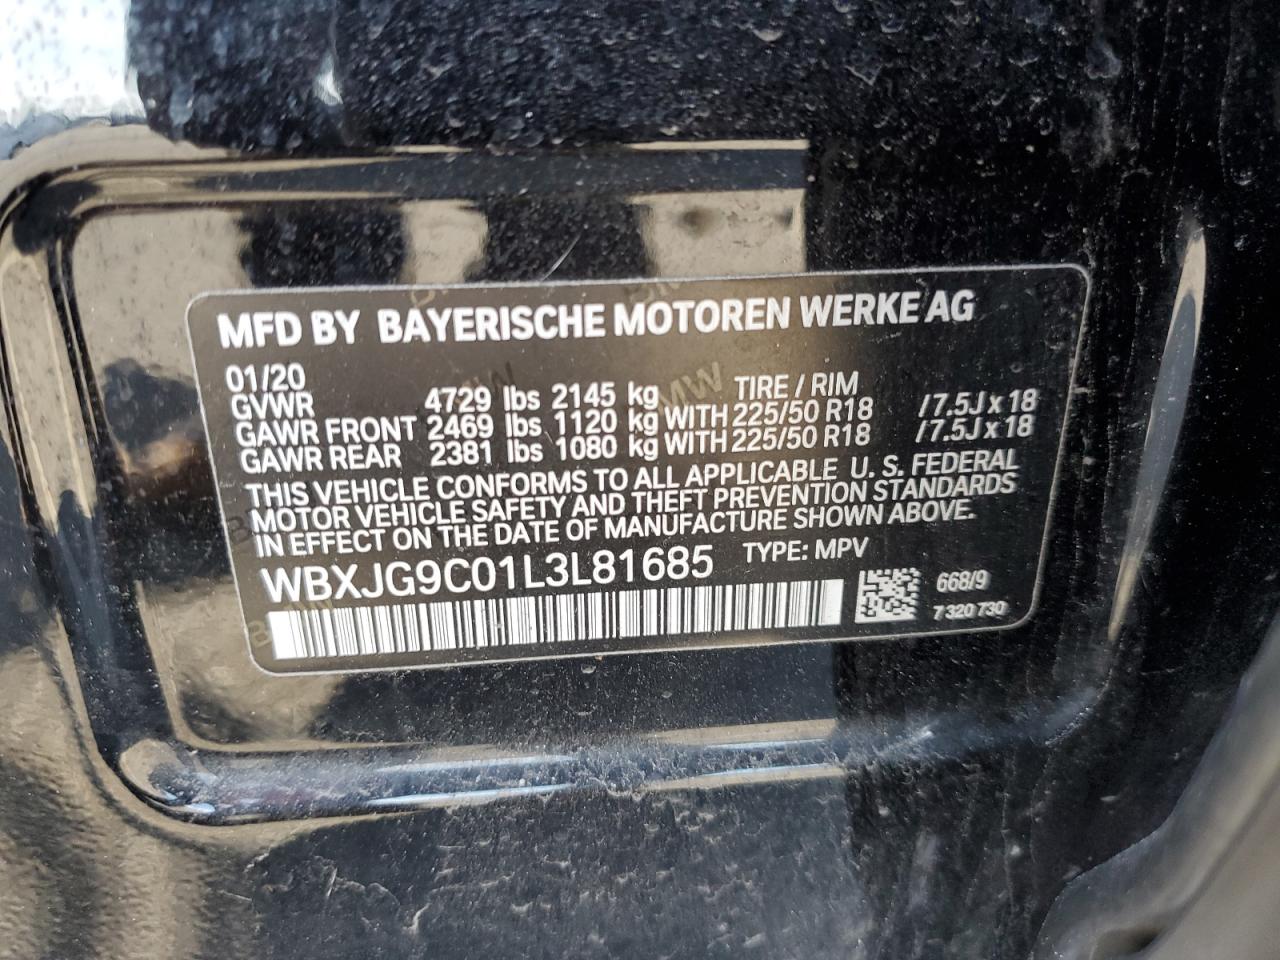 MFD BY BAYERISCHE MOTOREN WERKE AG
01/20 TIRE / RIM
GVWR 4729 lbs 2145 kg
GAWR FRONT 2469 lbs 1120 kg WITH 225/50 R18 /7.5J x 18
GAWR REAR 2381 lbs 1080 kg WITH 225/50 R18 /7.5J x 18
THIS VEHICLE CONFORMS TO ALL APPLICABLE U. S. FEDERAL
MOTOR VEHICLE SAFETY AND THEFT PREVENTION STANDARDS
IN EFFECT ON THE DATE OF MANUFACTURE SHOWN ABOVE.
WBXJG9C01L3L81685 TYPE: MPV
668/9
7 320 730